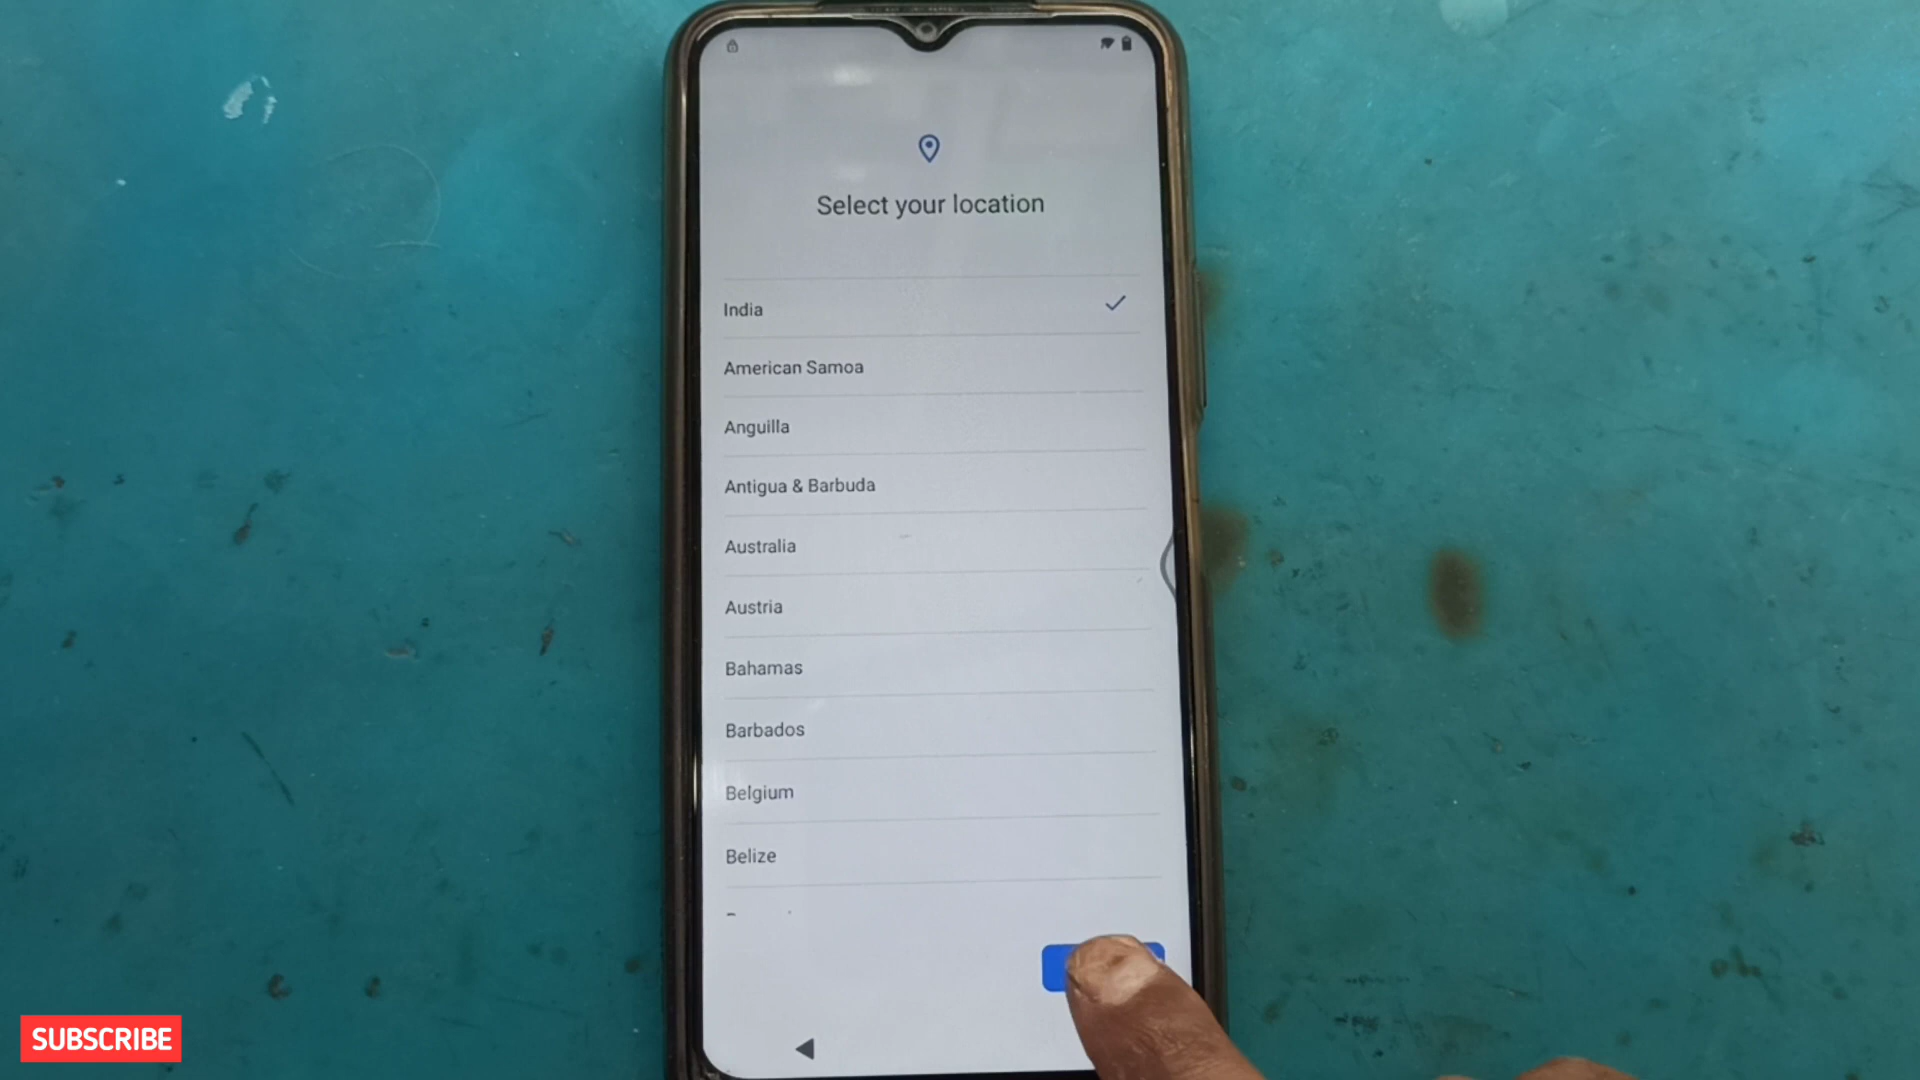 Select your location
India
American Samoa
Anguilla
Antigua & Barbuda
Australia
Austria
Bahamas
Barbados
Belgium
Belize
SUBSCRIBE